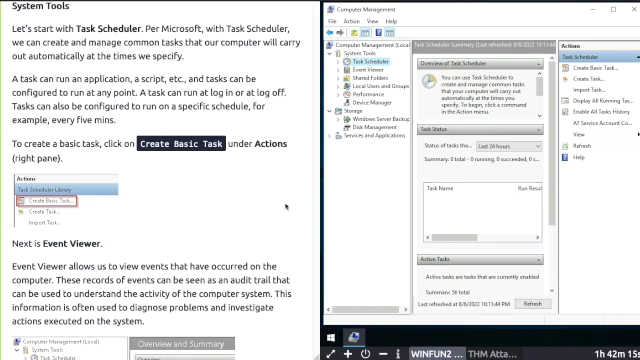 System Tools
Let's start with Task Scheduler. Per Microsoft, with Task Scheduler,
we can create and manage common tasks that our computer will carry
out automatically at the times we specify.
A task can run an application, a script, etc., and tasks can be
configured to run at any point. A task can run at log in or at log off.
Tasks can also be configured to run on a specific schedule, for
example, every five mins.
To create a basic task, click on Create Basic Task under Actions
(right pane).
Actions
Task Scheduler Library
Create Basic Task...
Create Task...
Import Task...
Next is Event Viewer.
Event Viewer allows us to view events that have occurred on the
computer. These records of events can be seen as an audit trail that
can be used to understand the activity of the computer system. This
information is often used to diagnose problems and investigate
actions executed on the system.
Computer Management (Local)
System Tools
Task Scheduler
Overview and Summary
Computer Management
File Action View Help
Computer Management (Local)
System Tools
Task Scheduler
Event Viewer
Shared Folders
Local Users and Groups
Performance
Device Manager
Storage
Windows Server Backup
Disk Management
Services and Applications
Task Scheduler Summary (Last refreshed: 8/6/2022 10:11:44
Overview of Task Scheduler
You can use Task Scheduler to
create and manage common tasks
that your computer will carry out
automatically at the times you
specify. To begin, click a
command in the Action menu.
Task Status
Status of tasks tha...
Last 24 hours
Summary: 0 total - 0 running, 0 succeeded, 0 s...
Task Name
Run Resul
Active Tasks
Active tasks are tasks that are currently enabled
Summary: 56 total
Last refreshed at 8/6/2022 10:11:44 PM
Refresh
Actions
Task Scheduler
Create Basic Task...
Create Task...
Import Task...
Display All Running Tas...
Enable All Tasks History
AT Service Account Co...
View
Refresh
Help
WINFUN2 ...
THM Atta...
1h 42m 15